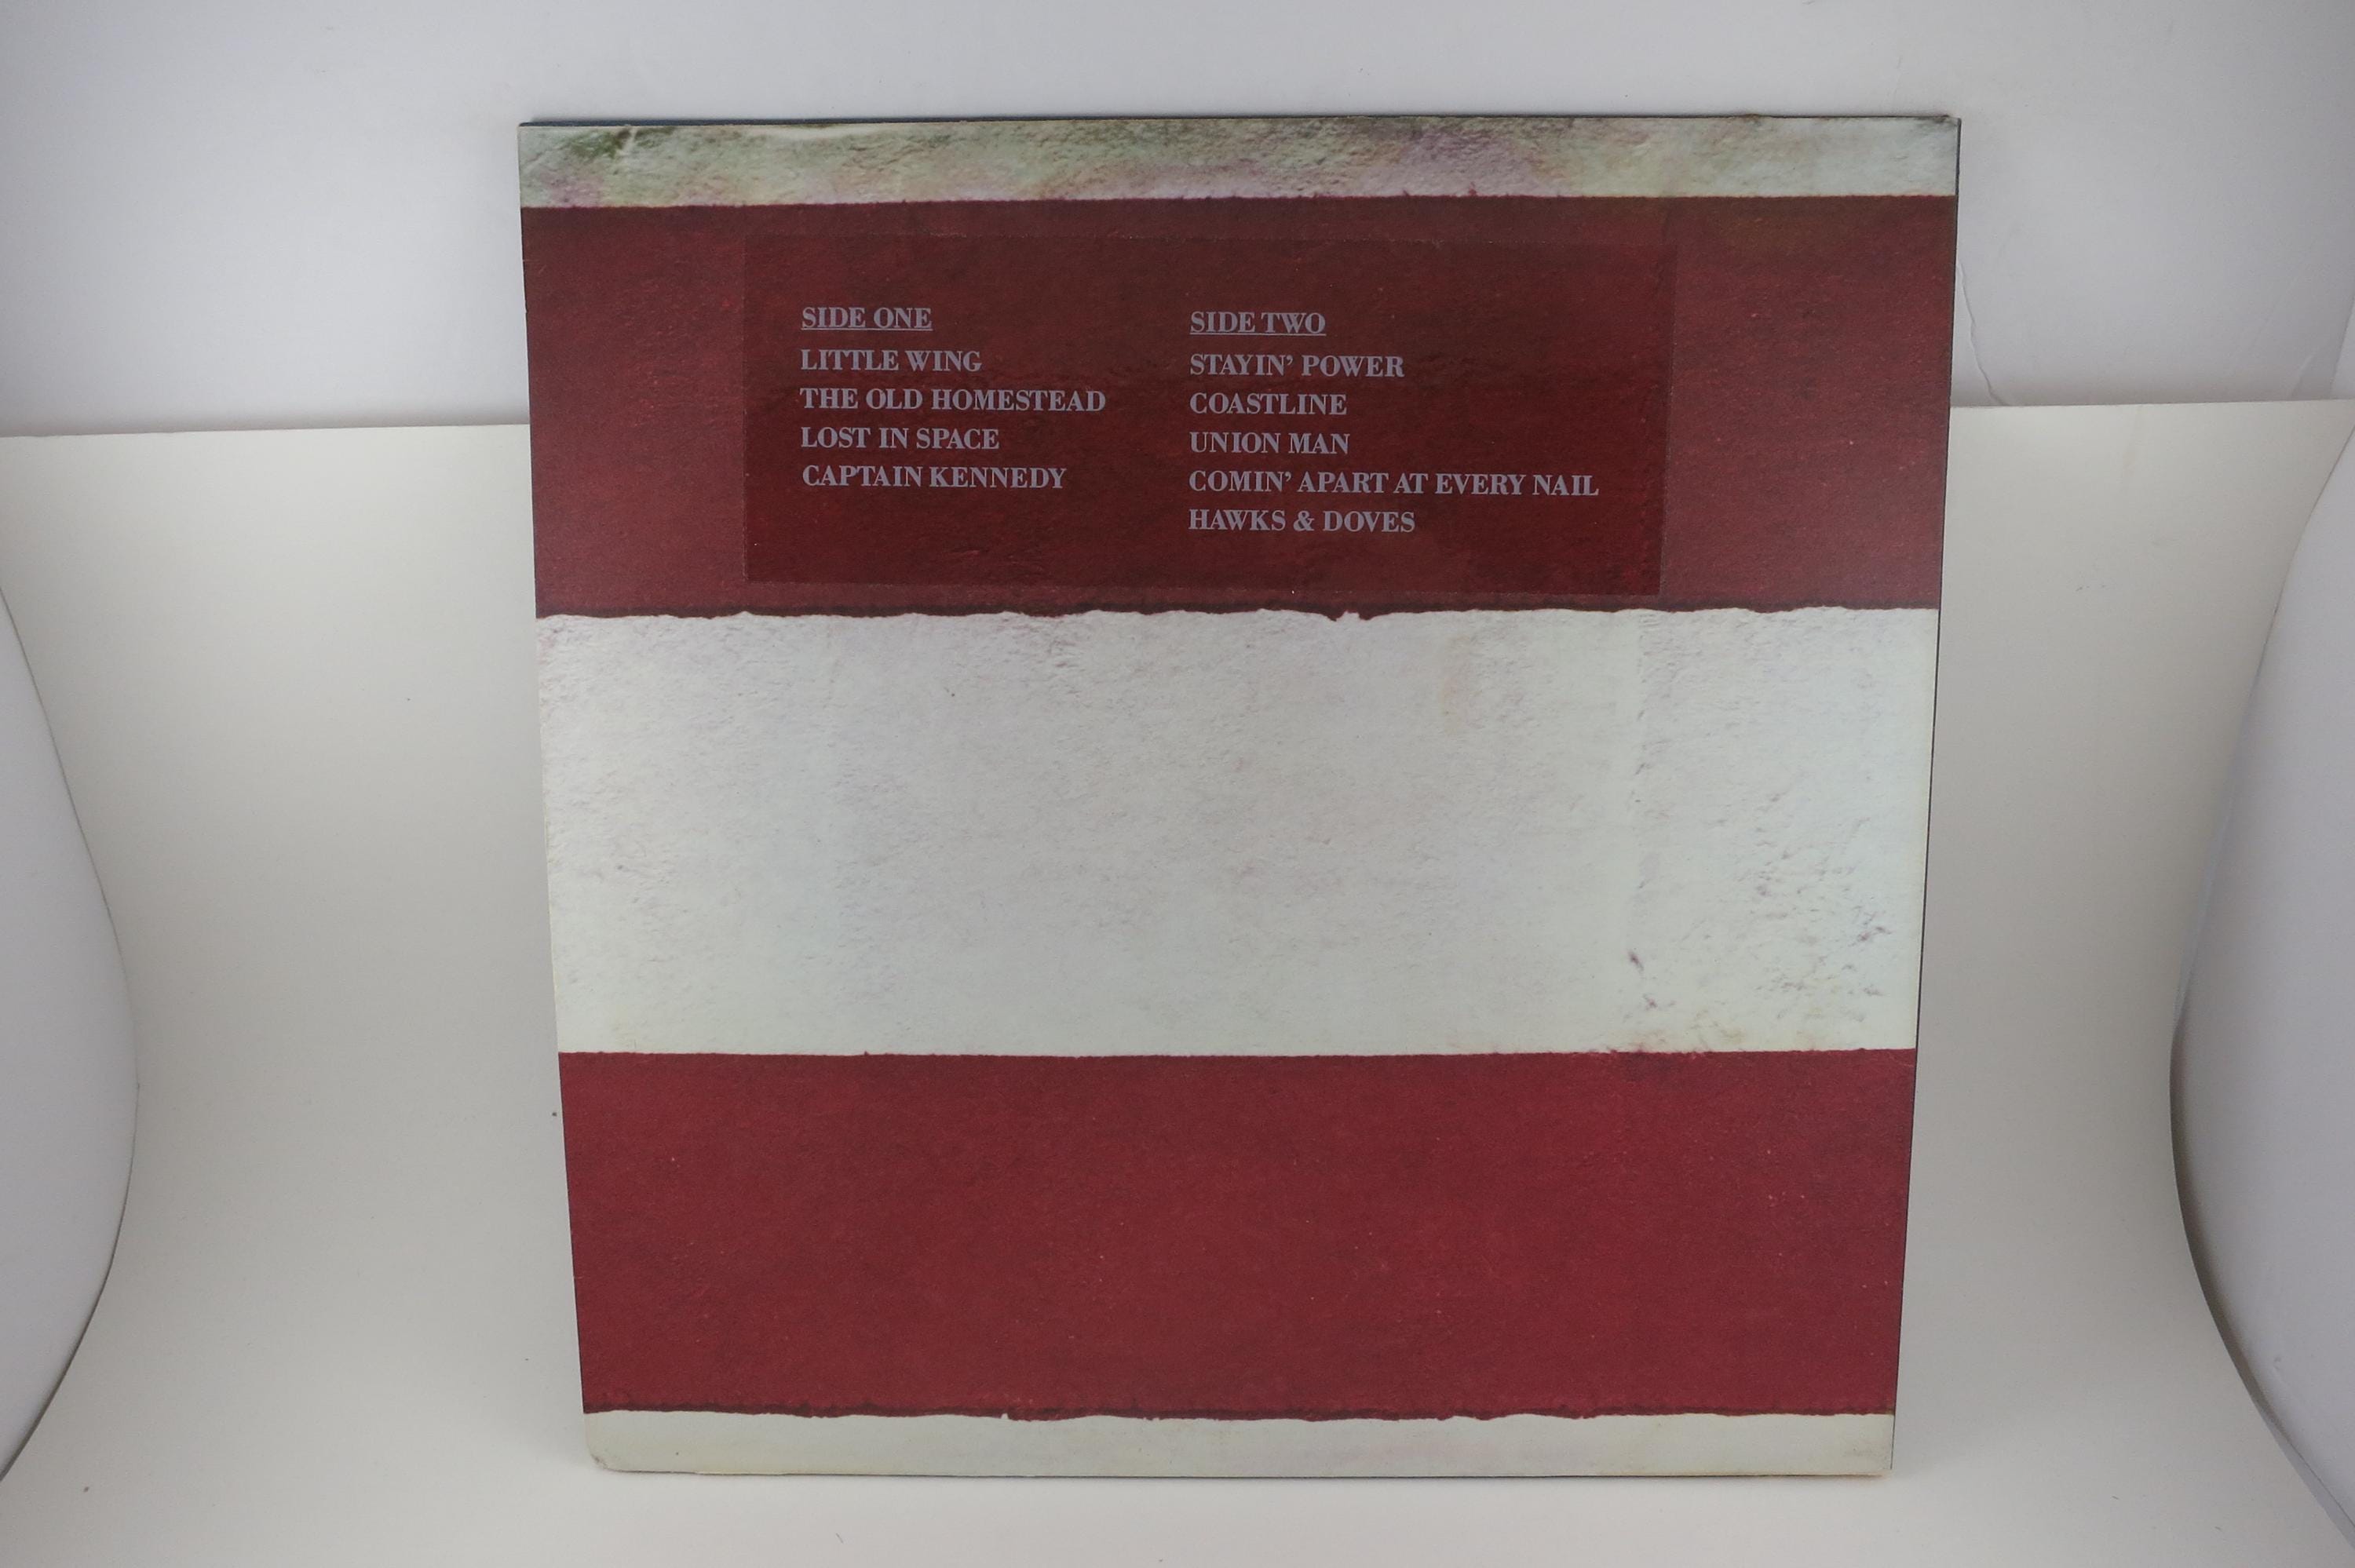 SIDE ONE
LITTLE WING
THE OLD HOMESTEAD
LOST IN SPACE
CAPTAIN KENNEDY
SIDE TWO
STAYIN' POWER
COASTLINE
UNION MAN
COMIN' APART AT EVERY NAIL
HAWKS & DOVES